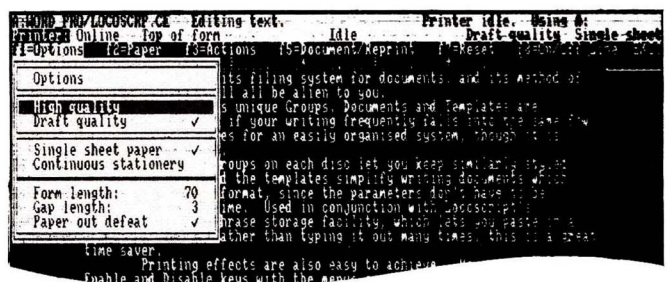 A:WORD PRO/LOCOSCRP.CE Editing text. Printer idle. Using A:
Printer Online Top of form Idle Draft quality Single sheet
f1=Options f2=Paper f3=Actions f5=Document/Reprint f7=Reset
Options its filing system for documents, and its method of
ll all be alien to you.
High quality s unique Groups. Documents and Templates are
Draft quality ✓ if your writing frequently falls into the same few
es for an easily organised system, though it is
Single sheet paper ✓
Continuous stationery roups on each disc let you keep similarly styled
d the templates simplify writing documents which
Form length: 70 format, since the parameters don't have to be
Gap length: 3 ime. Used in conjunction with Locoscript's
Paper out defeat ✓ hrase storage facility, which lets you paste in a
ather than typing it out many times, this is a great
time saver.
Printing effects are also easy to achieve.
Enable and Disable keys with the menus